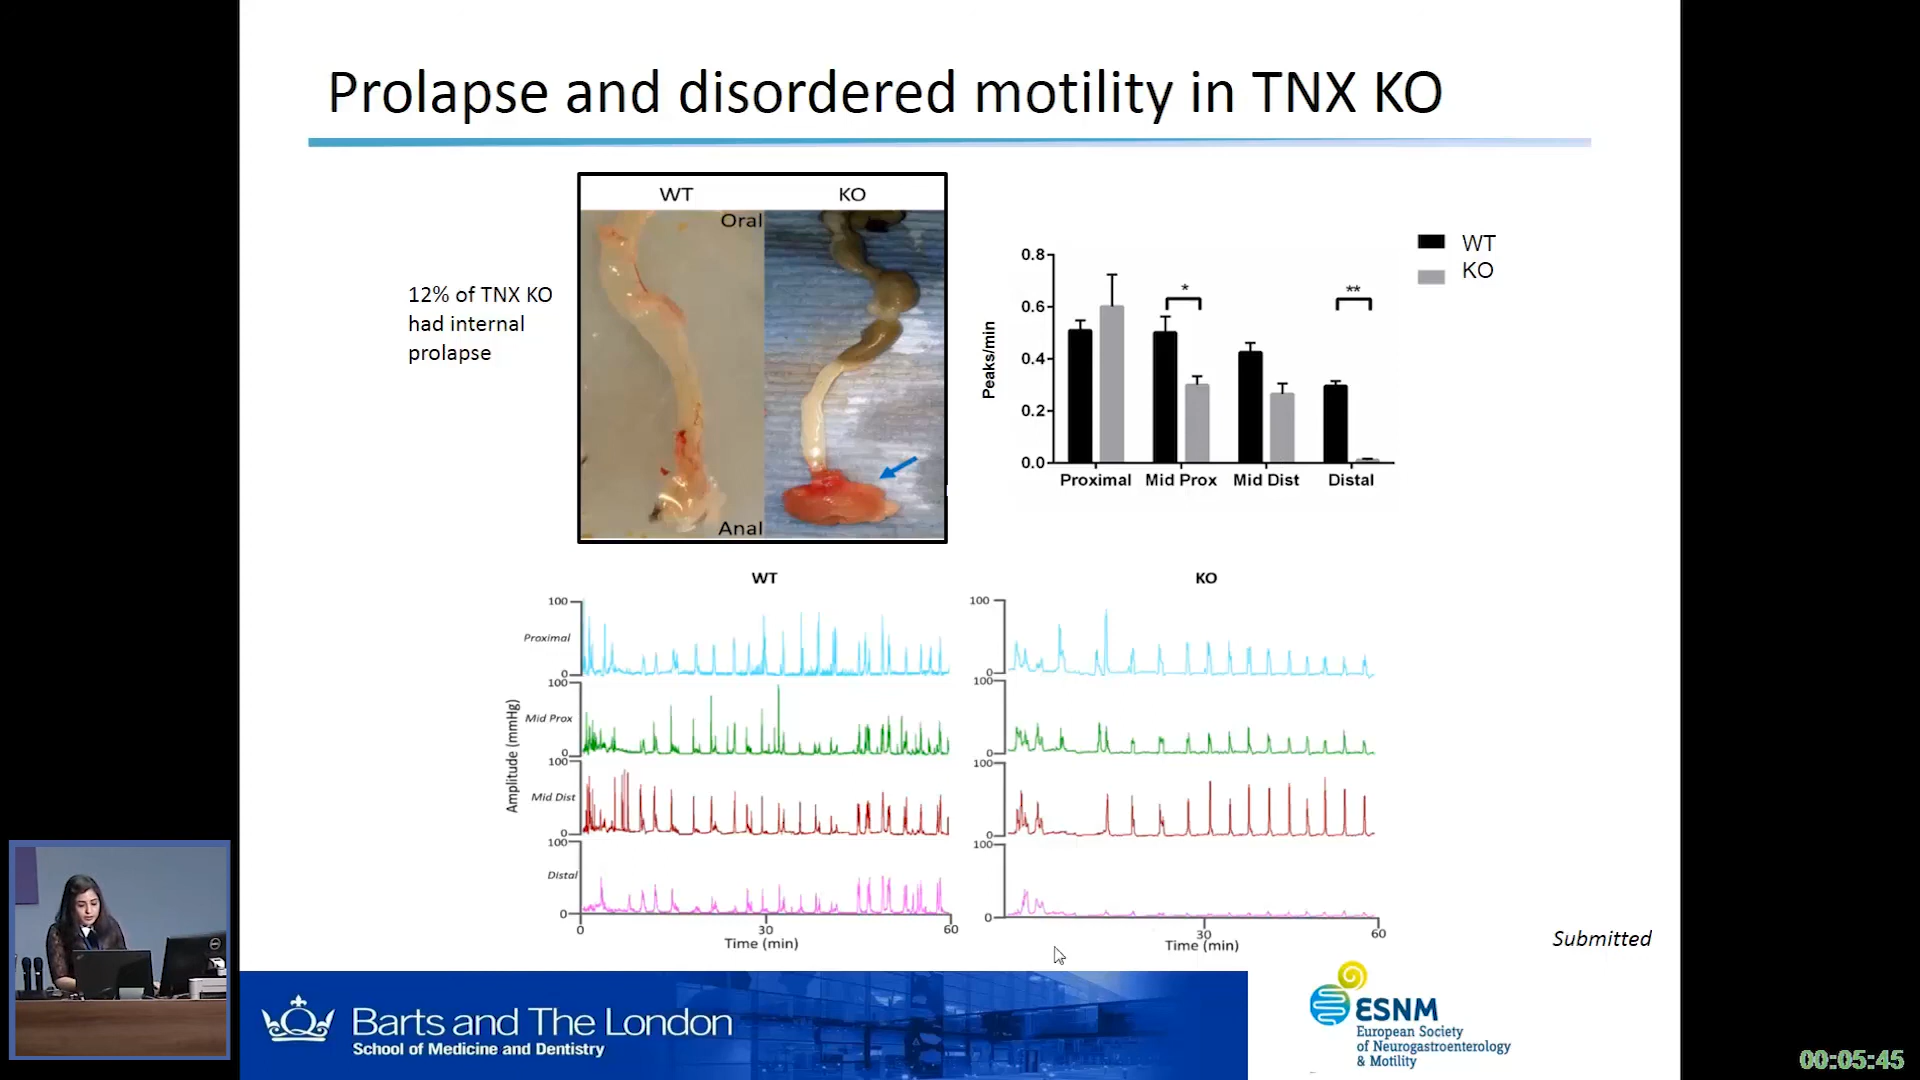 Prolapse and disordered motility in TNX KO
WT
KO
Oral
12% of TNX KO
had internal
prolapse
Anal
WT
KO
0.8
0.6
0.4
0.2
0.0
Peaks/min
*
**
Proximal
Mid Prox
Mid Dist
Distal
WT
KO
Amplitude (mmHg)
100
Proximal
0
100
Mid Prox
0
100
Mid Dist
0
100
Distal
0
0
30
60
Time (min)
100
0
100
0
100
0
100
0
30
60
Time (min)
Submitted
Barts and The London
School of Medicine and Dentistry
ESNM
European Society
of Neurogastroenterology
& Motility
00:05:45